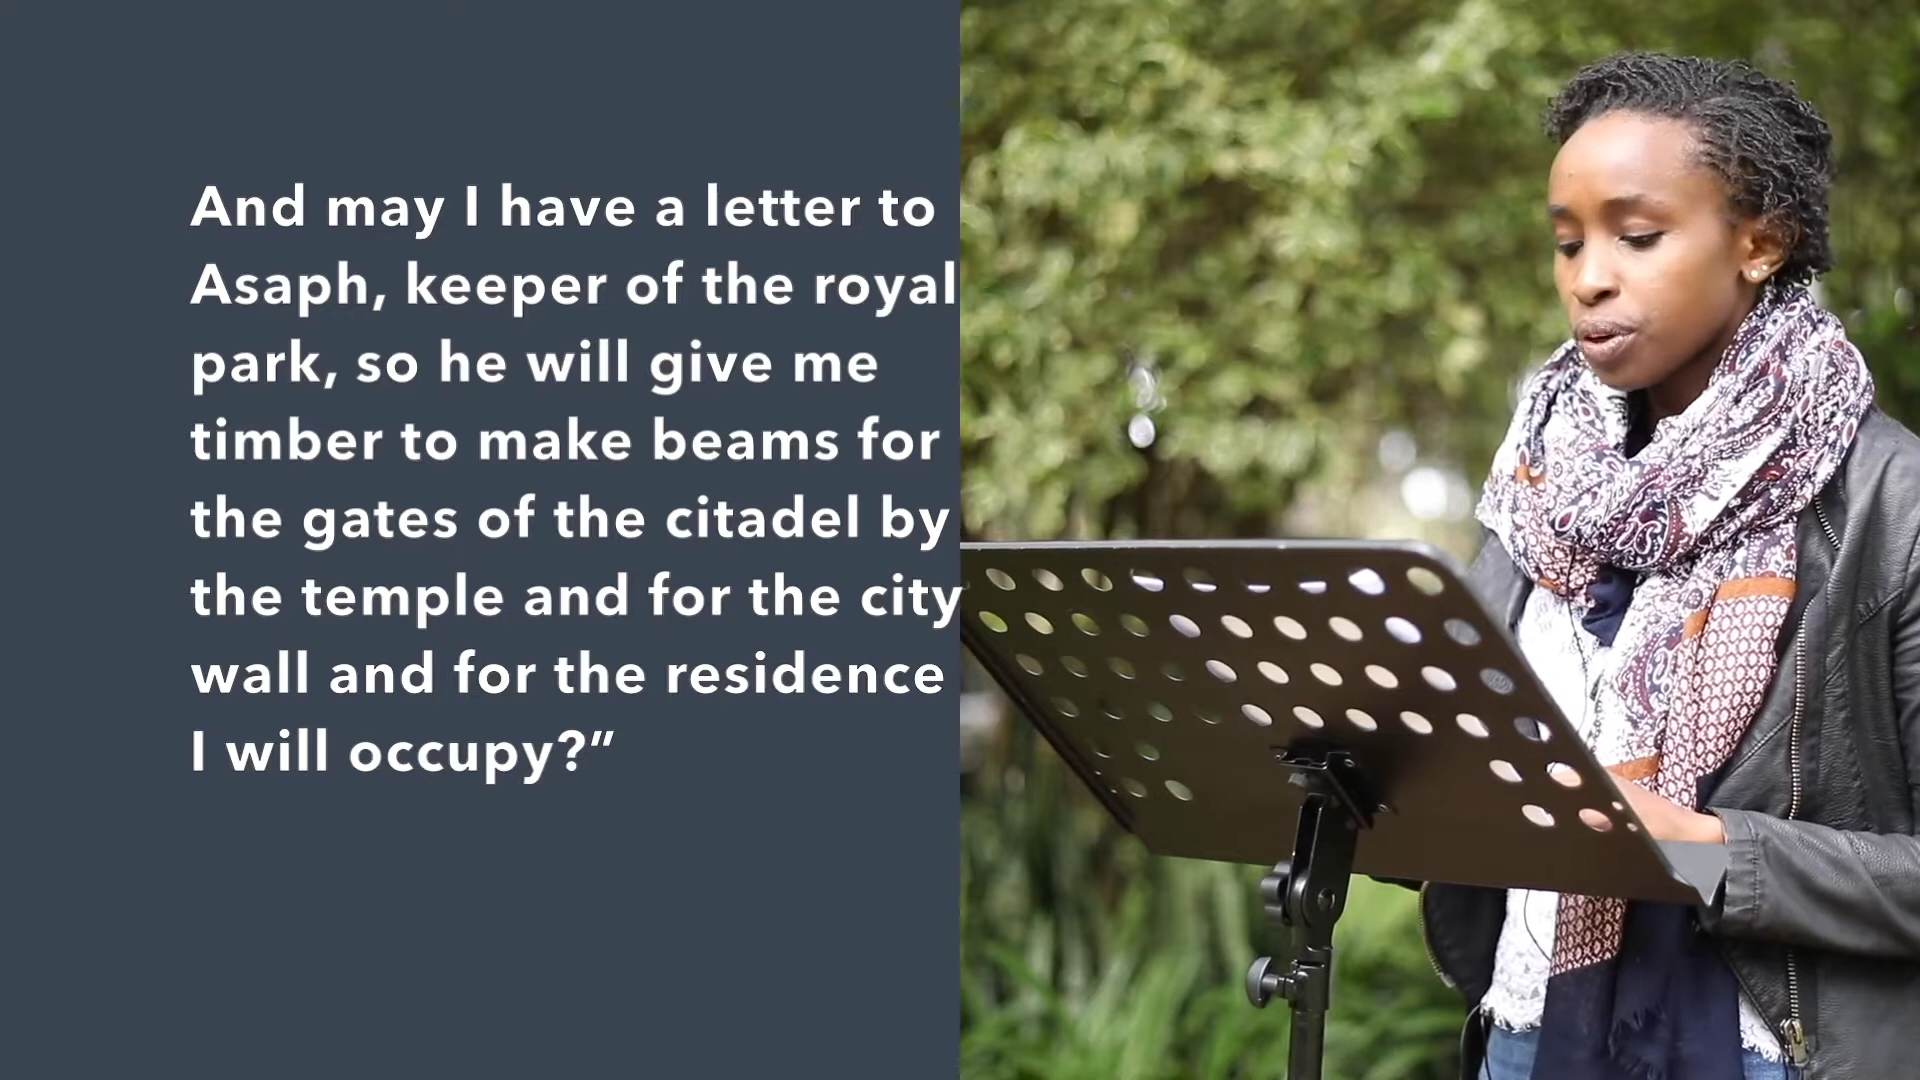 And may I have a letter to
Asaph, keeper of the royal
park, so he will give me
timber to make beams for
the gates of the citadel by
the temple and for the city
wall and for the residence
I will occupy?”